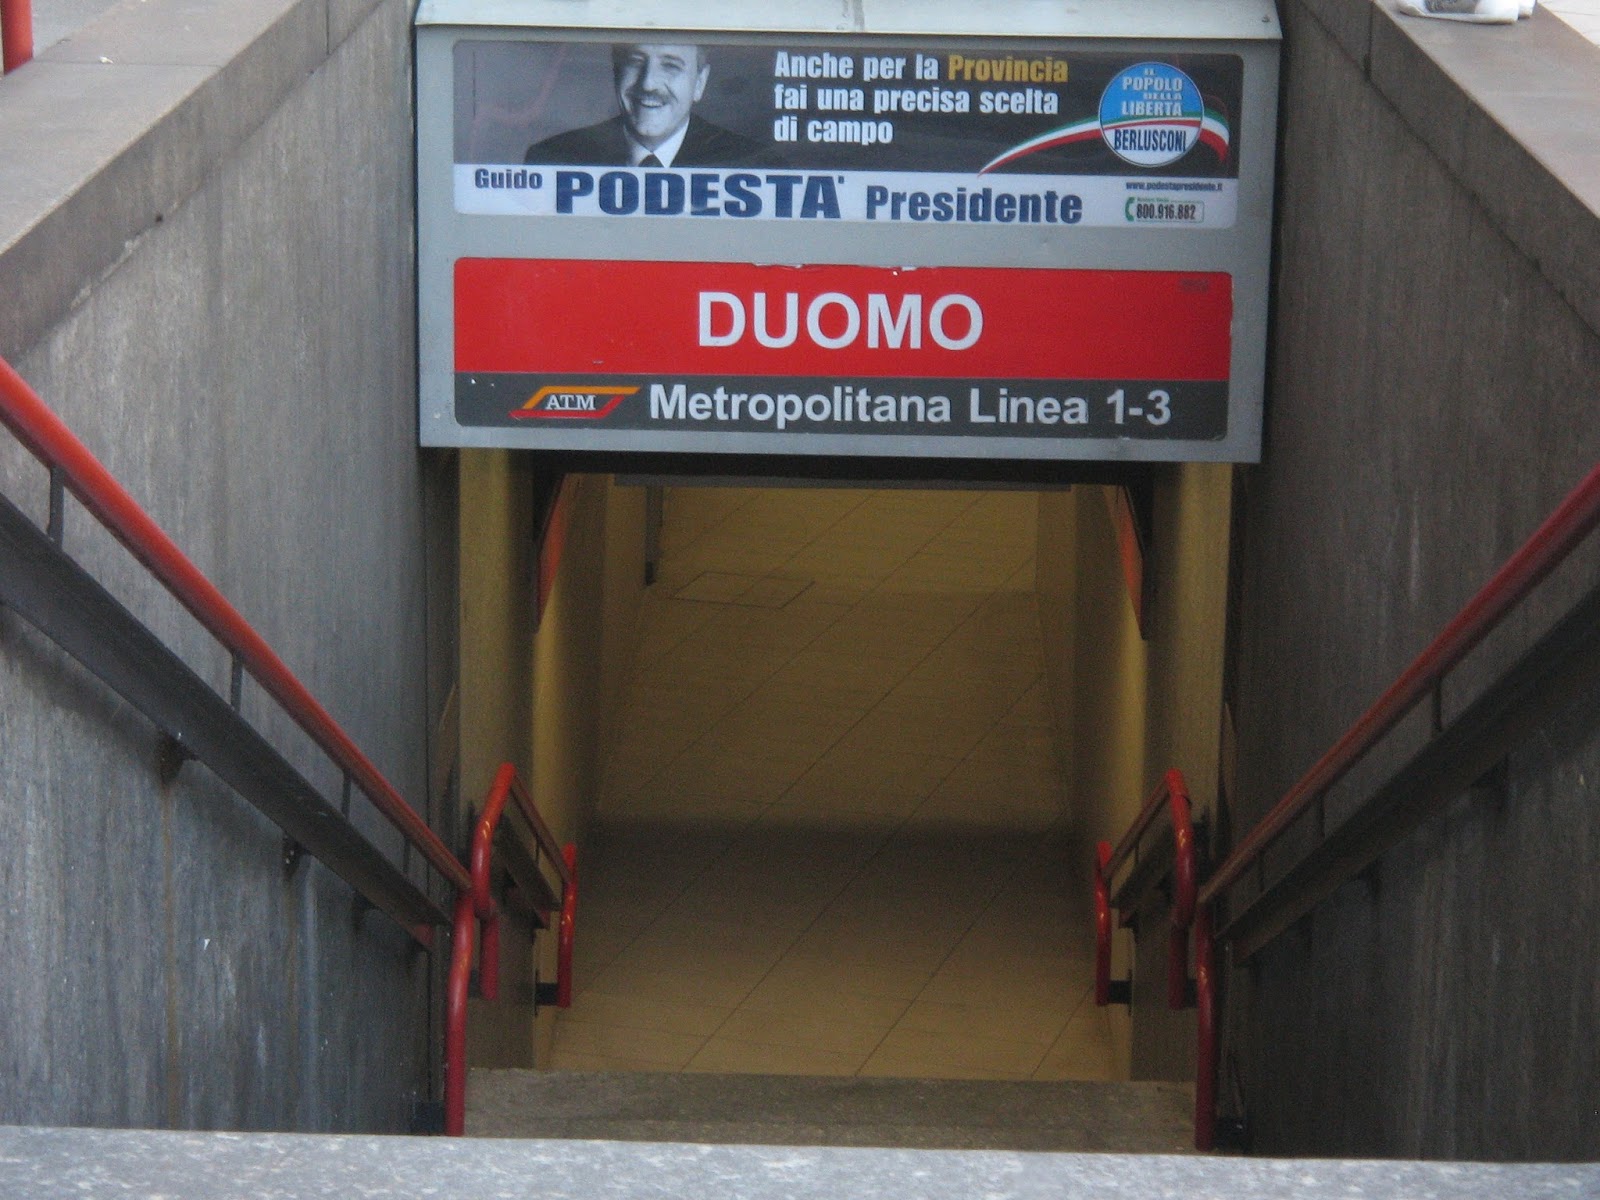 Anche per la Provincia
fai una precisa scelta
di campo
IL
POPOLO
DELLA
LIBERTÀ
BERLUSCONI
Guido PODESTA' Presidente
www.podestapresidente.it
800.916.882
DUOMO
ATM Metropolitana Linea 1-3